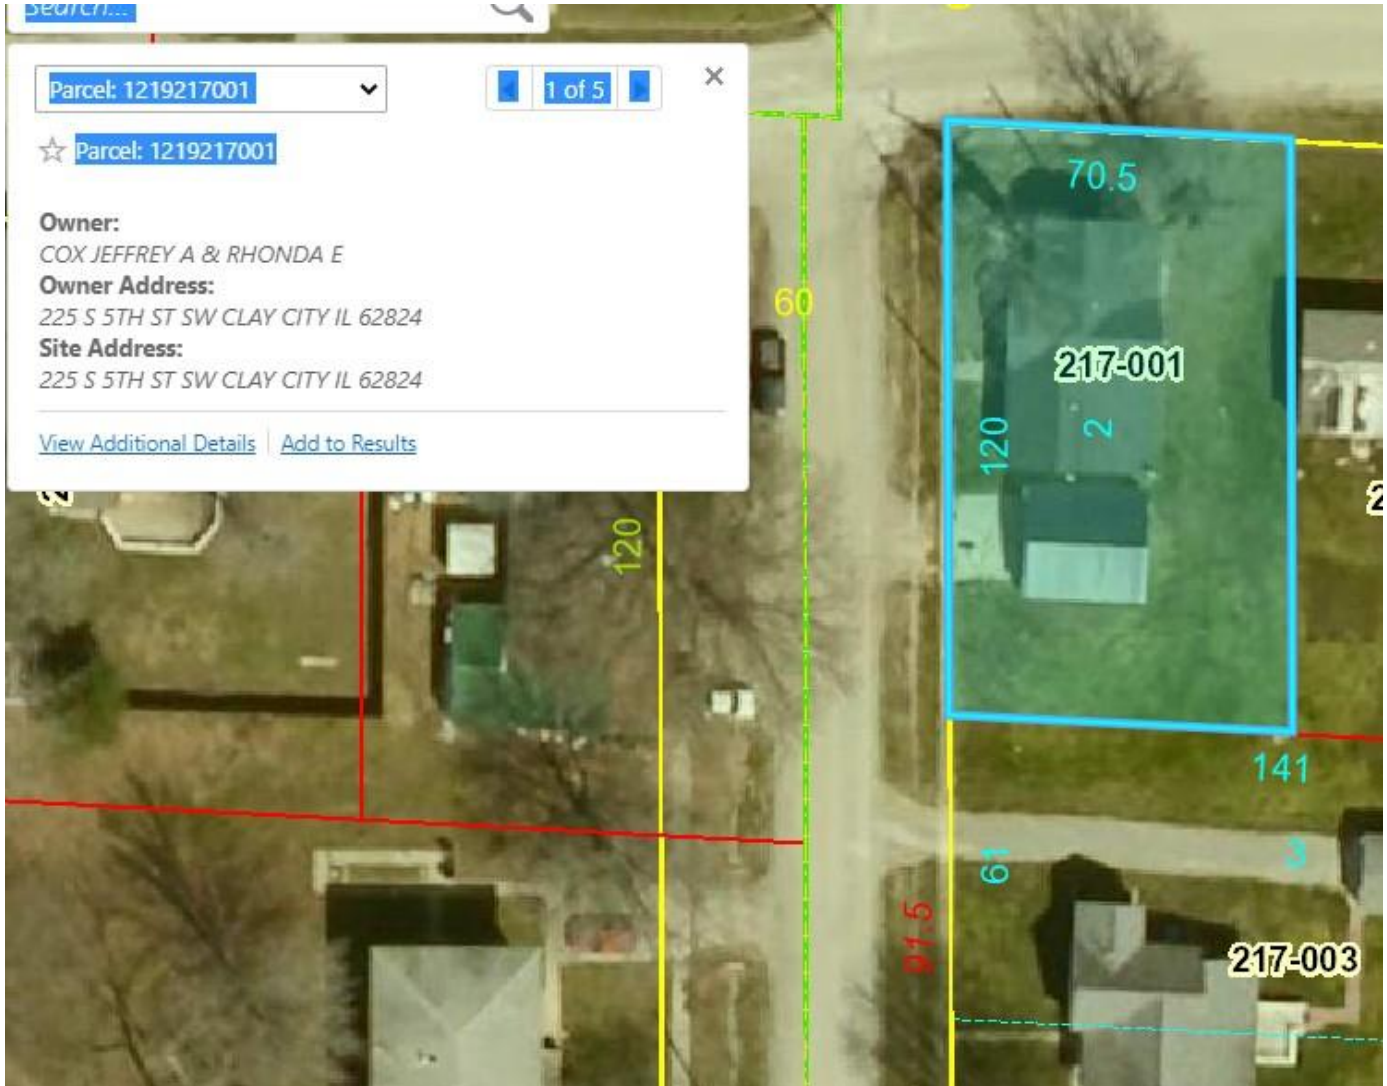 Search...
Parcel: 1219217001
1 of 5
Parcel: 1219217001
Owner:
COX JEFFREY A & RHONDA E
Owner Address:
225 S 5TH ST SW CLAY CITY IL 62824
Site Address:
225 S 5TH ST SW CLAY CITY IL 62824
View Additional Details
Add to Results
70.5
60
217-001
120
2
120
141
61
3
91.5
217-003